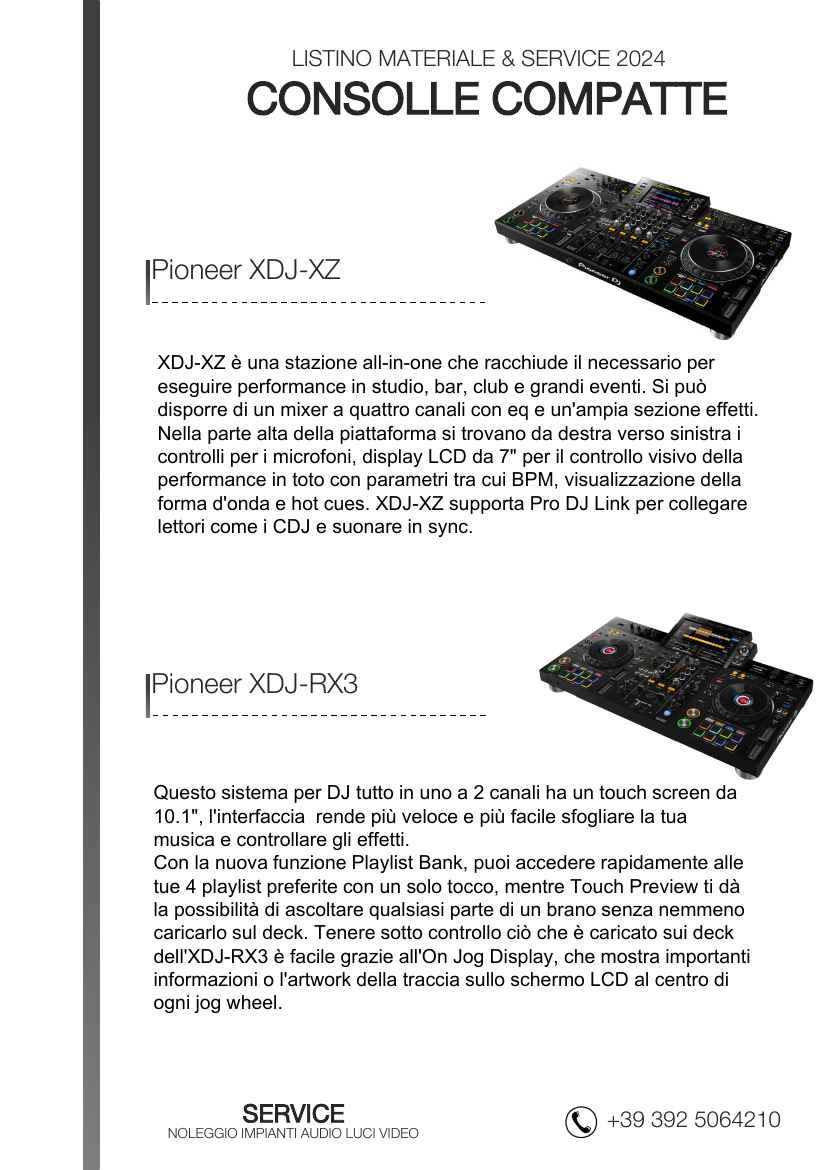 LISTINO MATERIALE & SERVICE 2024
CONSOLLE COMPATTE
Pioneer XDJ-XZ
Pioneer Dj
XDJ-XZ è una stazione all-in-one che racchiude il necessario per
eseguire performance in studio, bar, club e grandi eventi. Si può
disporre di un mixer a quattro canali con eq e un'ampia sezione effetti.
Nella parte alta della piattaforma si trovano da destra verso sinistra i
controlli per i microfoni, display LCD da 7" per il controllo visivo della
performance in toto con parametri tra cui BPM, visualizzazione della
forma d'onda e hot cues. XDJ-XZ supporta Pro DJ Link per collegare
lettori come i CDJ e suonare in sync.
Pioneer XDJ-RX3
Questo sistema per DJ tutto in uno a 2 canali ha un touch screen da
10.1", l'interfaccia  rende più veloce e più facile sfogliare la tua
musica e controllare gli effetti.
Con la nuova funzione Playlist Bank, puoi accedere rapidamente alle
tue 4 playlist preferite con un solo tocco, mentre Touch Preview ti dà
la possibilità di ascoltare qualsiasi parte di un brano senza nemmeno
caricarlo sul deck. Tenere sotto controllo ciò che è caricato sui deck
dell'XDJ-RX3 è facile grazie all'On Jog Display, che mostra importanti
informazioni o l'artwork della traccia sullo schermo LCD al centro di
ogni jog wheel.
SERVICE
NOLEGGIO IMPIANTI AUDIO LUCI VIDEO
+39 392 5064210